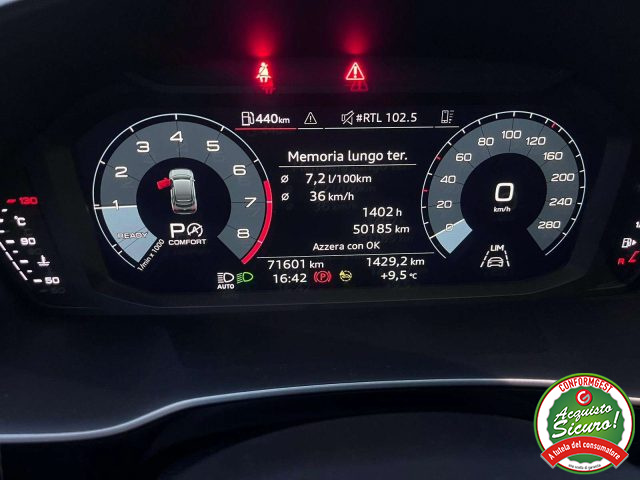 440km
#RTL 102.5
Memoria lungo ter.
Ø 7,2 l/100km
Ø 36 km/h
1402 h
50185 km
Azzera con OK
71601 km
1429,2 km
16:42
+9,5 °C
AUTO
1
2
3
4
5
6
7
8
READY
1/min x 1000
P
COMFORT
0
40
60
80
100
120
160
200
240
280
0
km/h
LIM
130
°C
90
50
R
CONFORMGEST
Acquisto Sicuro!
A tutela del consumatore